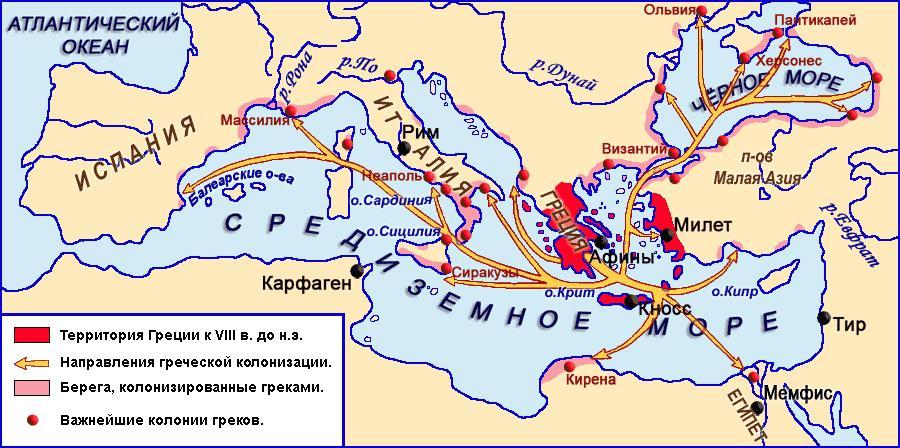 АТЛАНТИЧЕСКИЙ
ОКЕАН
Ольвия
Пантикапей
Херсонес
ЧЁРНОЕ МОРЕ
р.Рона
р.По
р.Дунай
Массилия
ИСПАНИЯ
ИТАЛИЯ
Рим
Византий
п-ов
Малая Азия
Балеарские о-ва
Неаполь
о.Сардиния
о.Сицилия
ГРЕЦИЯ
Милет
Афины
р.Евфрат
СРЕДИЗЕМНОЕ МОРЕ
Карфаген
Сиракузы
о.Крит
о.Кипр
Кносс
Тир
Кирена
Мемфис
ЕГИПЕТ
Территория Греции к VIII в. до н.э.
Направления греческой колонизации.
Берега, колонизированные греками.
Важнейшие колонии греков.